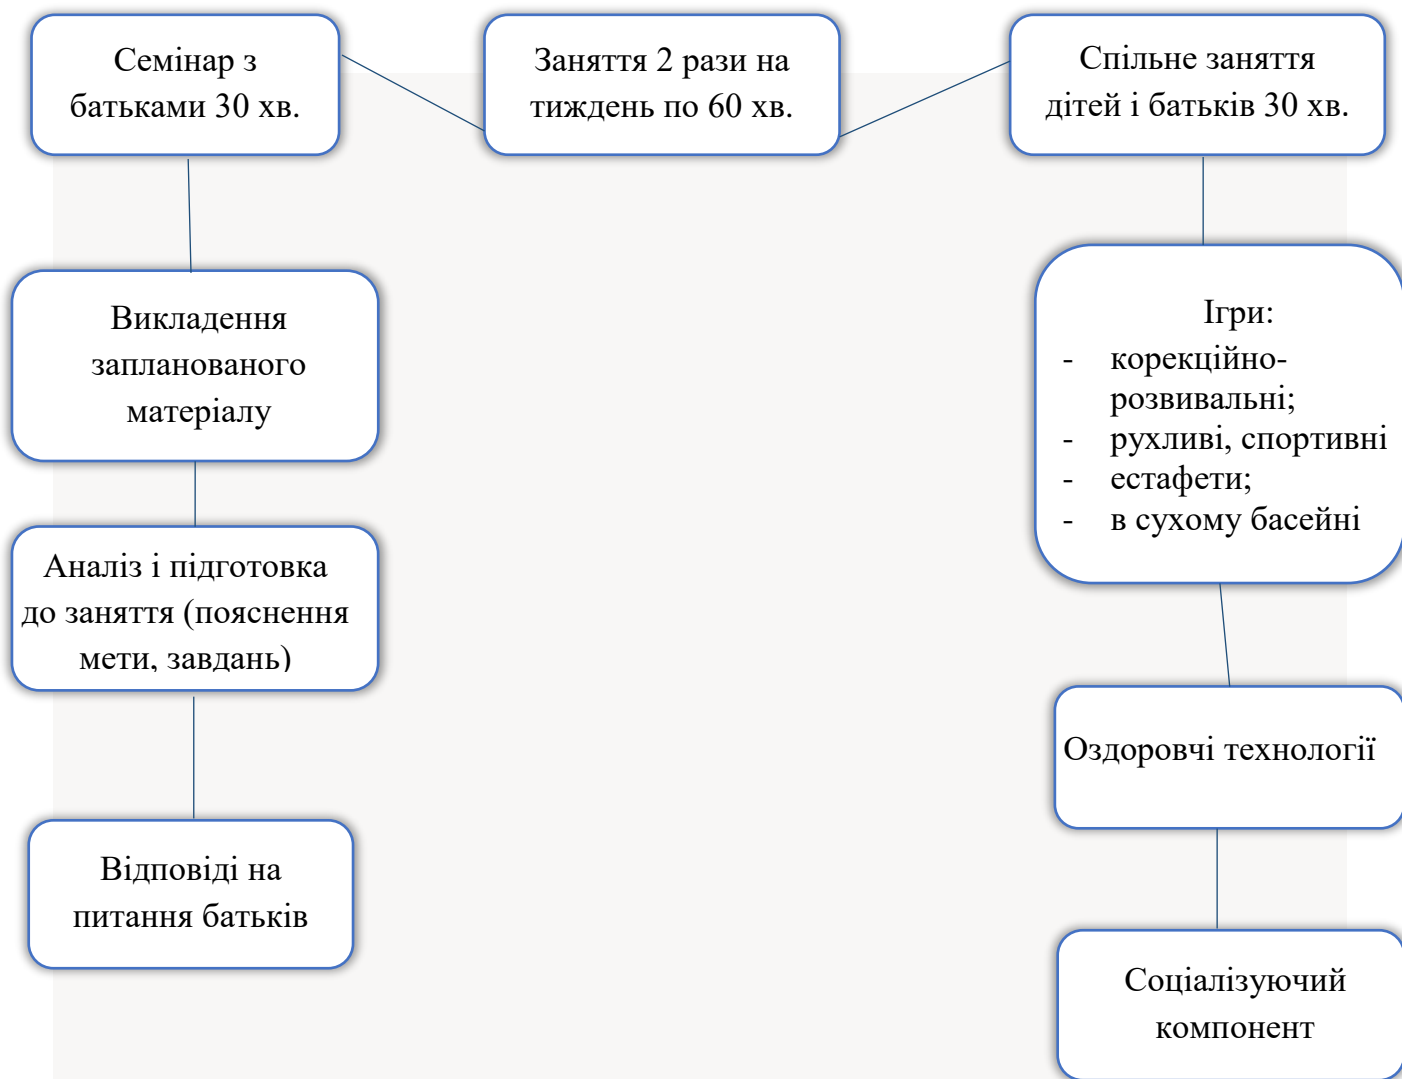 Семінар з
батьками 30 хв.
Заняття 2 рази на
тиждень по 60 хв.
Спільне заняття
дітей і батьків 30 хв.
Викладення
запланованого
матеріалу
Ігри:
- корекційно-
розвивальні;
- рухливі, спортивні
- естафети;
- в сухому басейні
Аналіз і підготовка
до заняття (пояснення
мети, завдань)
Оздоровчі технології
Відповіді на
питання батьків
Соціалізуючий
компонент